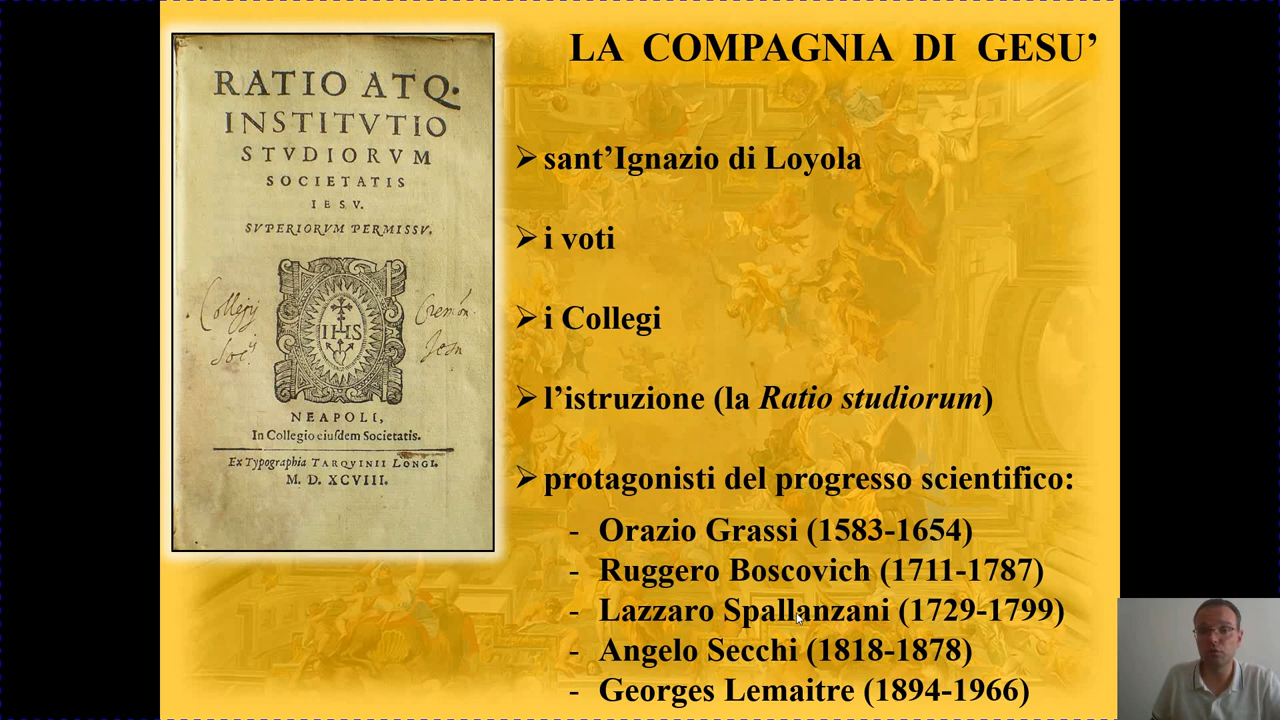 LA COMPAGNIA DI GESU’
RATIO ATQ.
INSTITVTIO
STVDIORVM
SOCIETATIS
IESV.
SVPERIORVM PERMISSV.
IHS
NEAPOLI,
In Collegio eiuſdem Societatis.
Ex Typographia TARQVINII LONGI.
M. D. XCVIII.
➢ sant’Ignazio di Loyola
➢ i voti
➢ i Collegi
➢ l’istruzione (la Ratio studiorum)
➢ protagonisti del progresso scientifico:
- Orazio Grassi (1583-1654)
- Ruggero Boscovich (1711-1787)
- Lazzaro Spallanzani (1729-1799)
- Angelo Secchi (1818-1878)
- Georges Lemaitre (1894-1966)